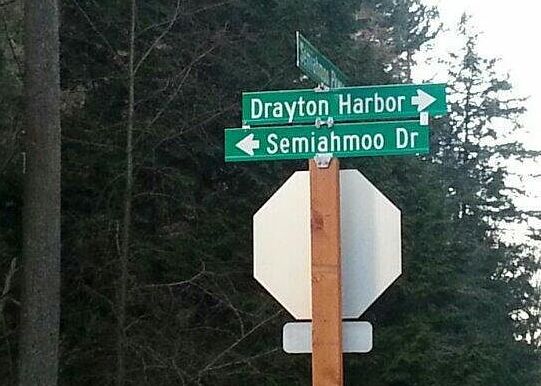 Drayton Harbor →
← Semiahmoo Dr